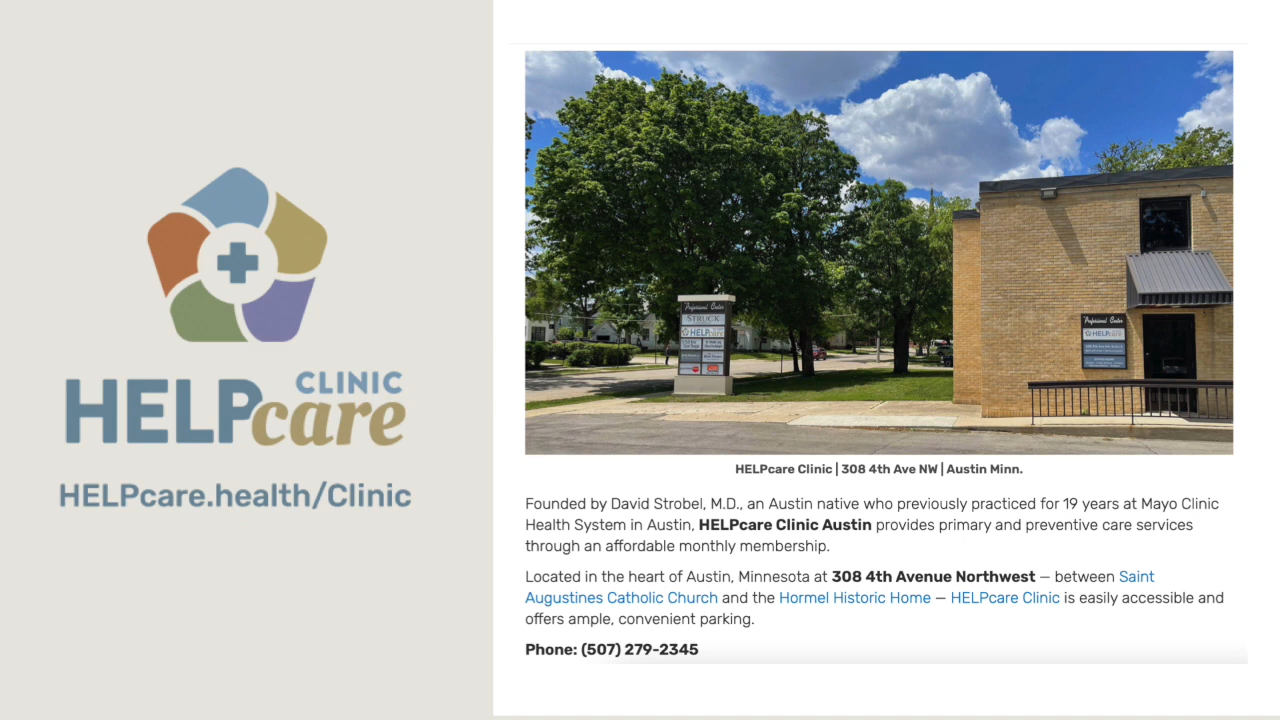 CLINIC
HELPcare
HELPcare.health/Clinic
Profesional Center
STRUCK
HELPcare
Profesional Center
HELPcare
HELPcare Clinic | 308 4th Ave NW | Austin Minn.
Founded by David Strobel, M.D., an Austin native who previously practiced for 19 years at Mayo Clinic
Health System in Austin, HELPcare Clinic Austin provides primary and preventive care services
through an affordable monthly membership.
Located in the heart of Austin, Minnesota at 308 4th Avenue Northwest — between Saint
Augustines Catholic Church and the Hormel Historic Home — HELPcare Clinic is easily accessible and
offers ample, convenient parking.
Phone: (507) 279-2345